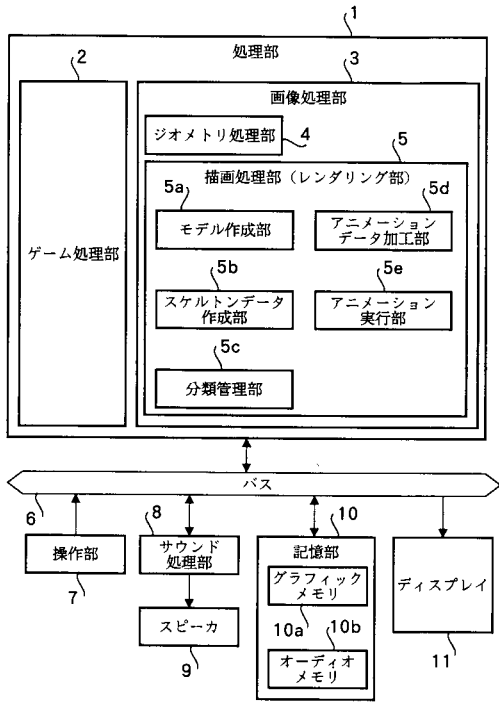 1
処理部
2
3
画像処理部
ジオメトリ処理部
4
5
描画処理部(レンダリング部)
5a
5d
モデル作成部
アニメーション
データ加工部
ゲーム処理部
5b
5e
スケルトンデータ
作成部
アニメーション
実行部
5c
分類管理部
バス
6
8
10
操作部
サウンド
処理部
記憶部
ディスプレイ
7
グラフィック
メモリ
スピーカ
10a
10b
9
オーディオ
メモリ
11